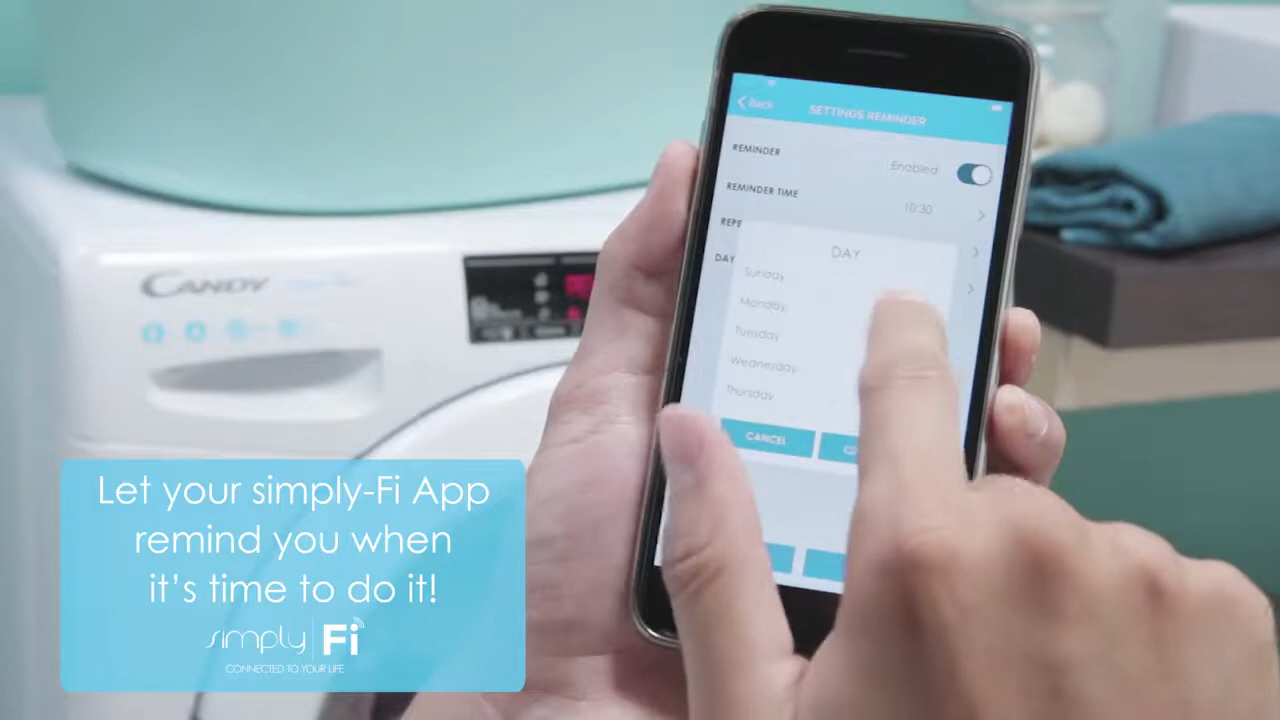 Back
SETTINGS REMINDER
REMINDER
Enabled
REMINDER TIME
10:30
DAY
DAY
Sunday
Monday
Tuesday
Wednesday
Thursday
CANCEL
CANDY
Let your simply-Fi App
remind you when
it's time to do it!
simply Fi
CONNECTED TO YOUR LIFE